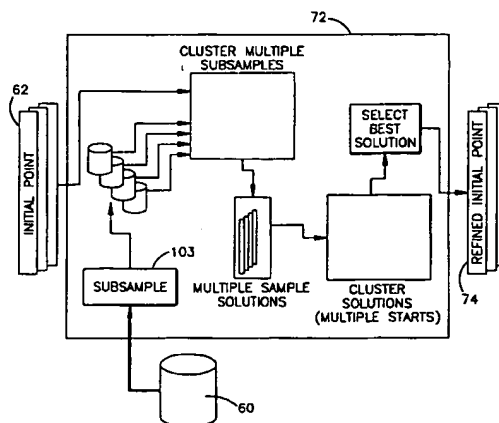 72
CLUSTER MULTIPLE
SUBSAMPLES
62
INITIAL POINT
SELECT
BEST
SOLUTION
REFINED INITIAL POINT
103
SUBSAMPLE
MULTIPLE SAMPLE
SOLUTIONS
CLUSTER
SOLUTIONS
(MULTIPLE STARTS)
74
60